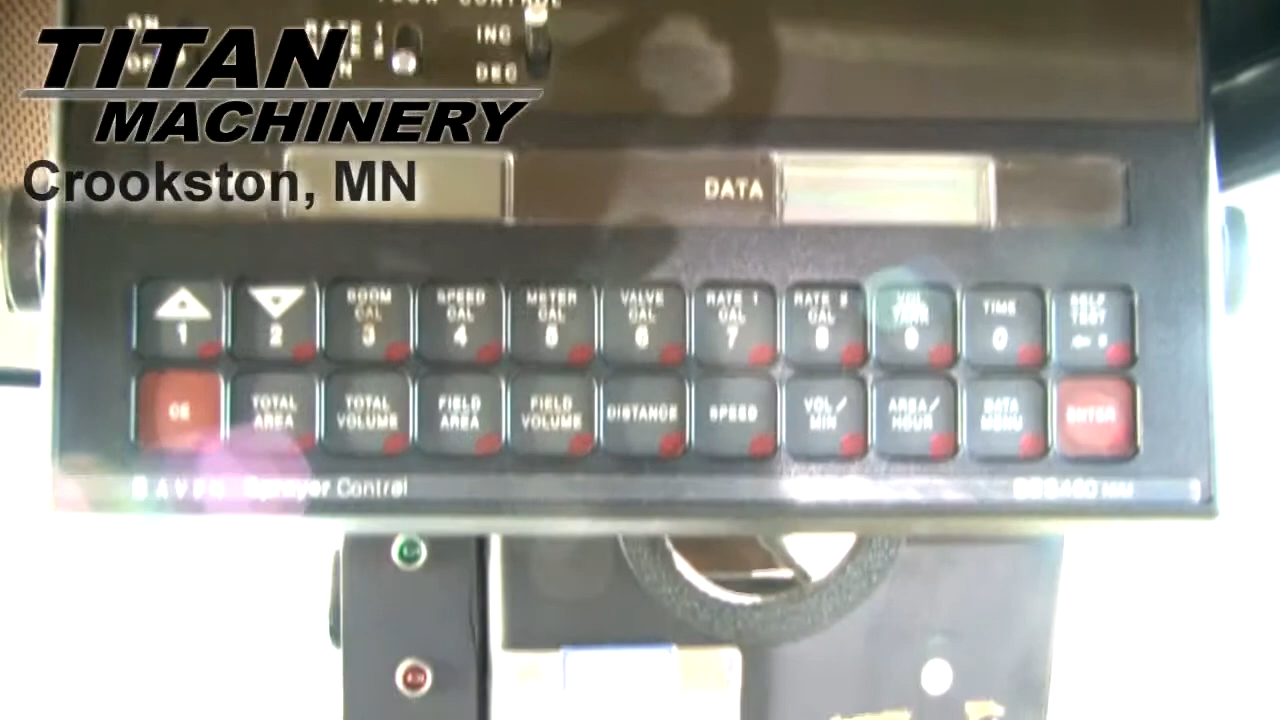 ON
RATE 1
INC
DEC
TITAN
MACHINERY
Crookston, MN
DATA
1
2
BOOM CAL 3
SPEED CAL 4
METER CAL 5
VALVE CAL 6
RATE 1 CAL 7
RATE 2 CAL 8
VOL TANK 9
TIME 0
SELF TEST
CE
TOTAL AREA
TOTAL VOLUME
FIELD AREA
FIELD VOLUME
DISTANCE
SPEED
VOL/ MIN
AREA/ HOUR
DATA MENU
ENTER
RAVEN Sprayer Control